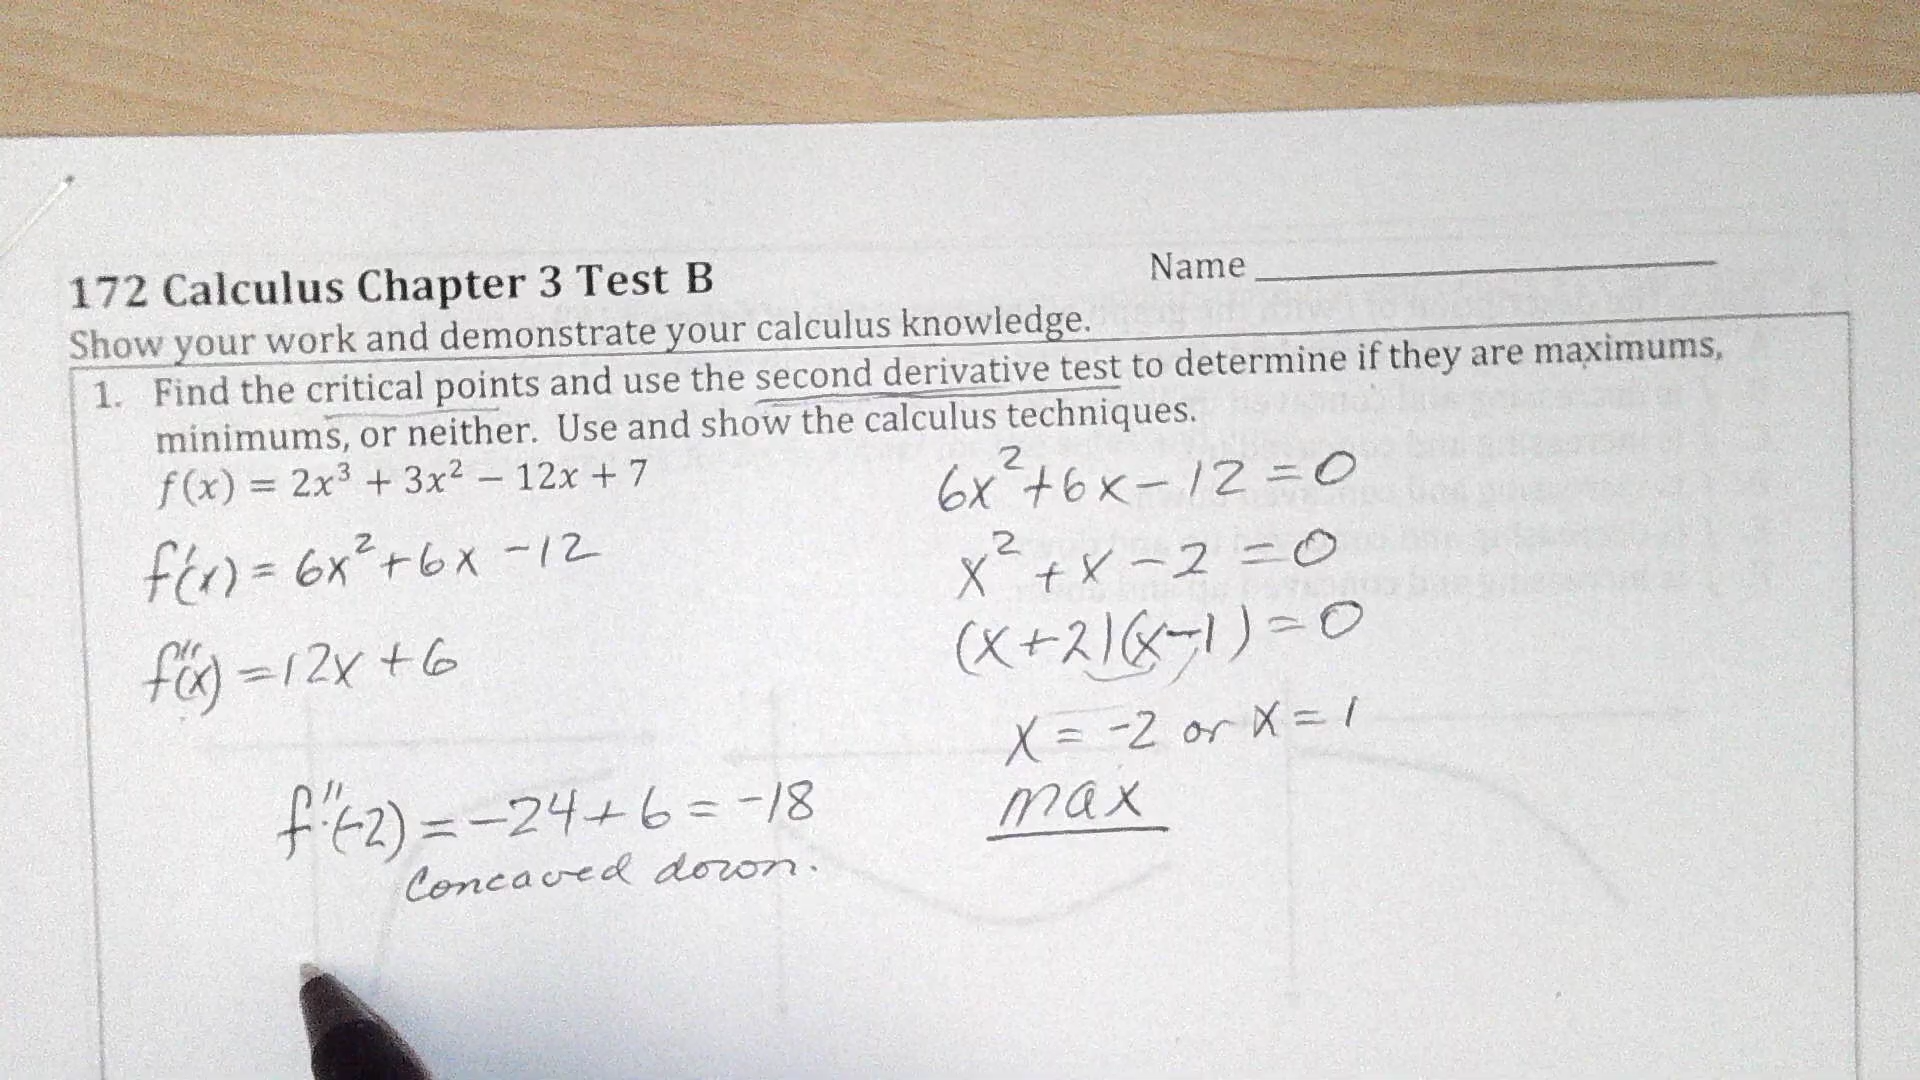 172 Calculus Chapter 3 Test B
Name
Show your work and demonstrate your calculus knowledge.
1. Find the critical points and use the second derivative test to determine if they are maximums,
minimums, or neither. Use and show the calculus techniques.
f(x) = 2x³ + 3x² − 12x + 7
f'(x) = 6x² + 6x - 12
f''(x) = 12x + 6
6x² + 6x - 12 = 0
x² + x - 2 = 0
(x+2)(x-1) = 0
x = -2 or x = 1
max
f''(-2) = -24 + 6 = -18
Concaved down.